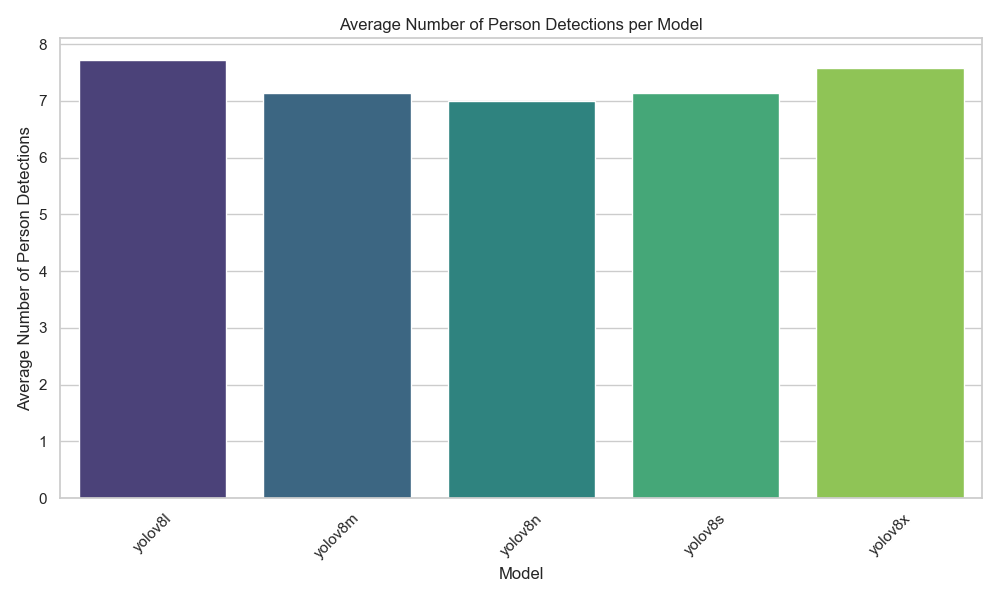 Average Number of Person Detections per Model
Average Number of Person Detections
8
7
6
5
4
3
2
1
0
yolov8l
yolov8m
yolov8n
yolov8s
yolov8x
Model